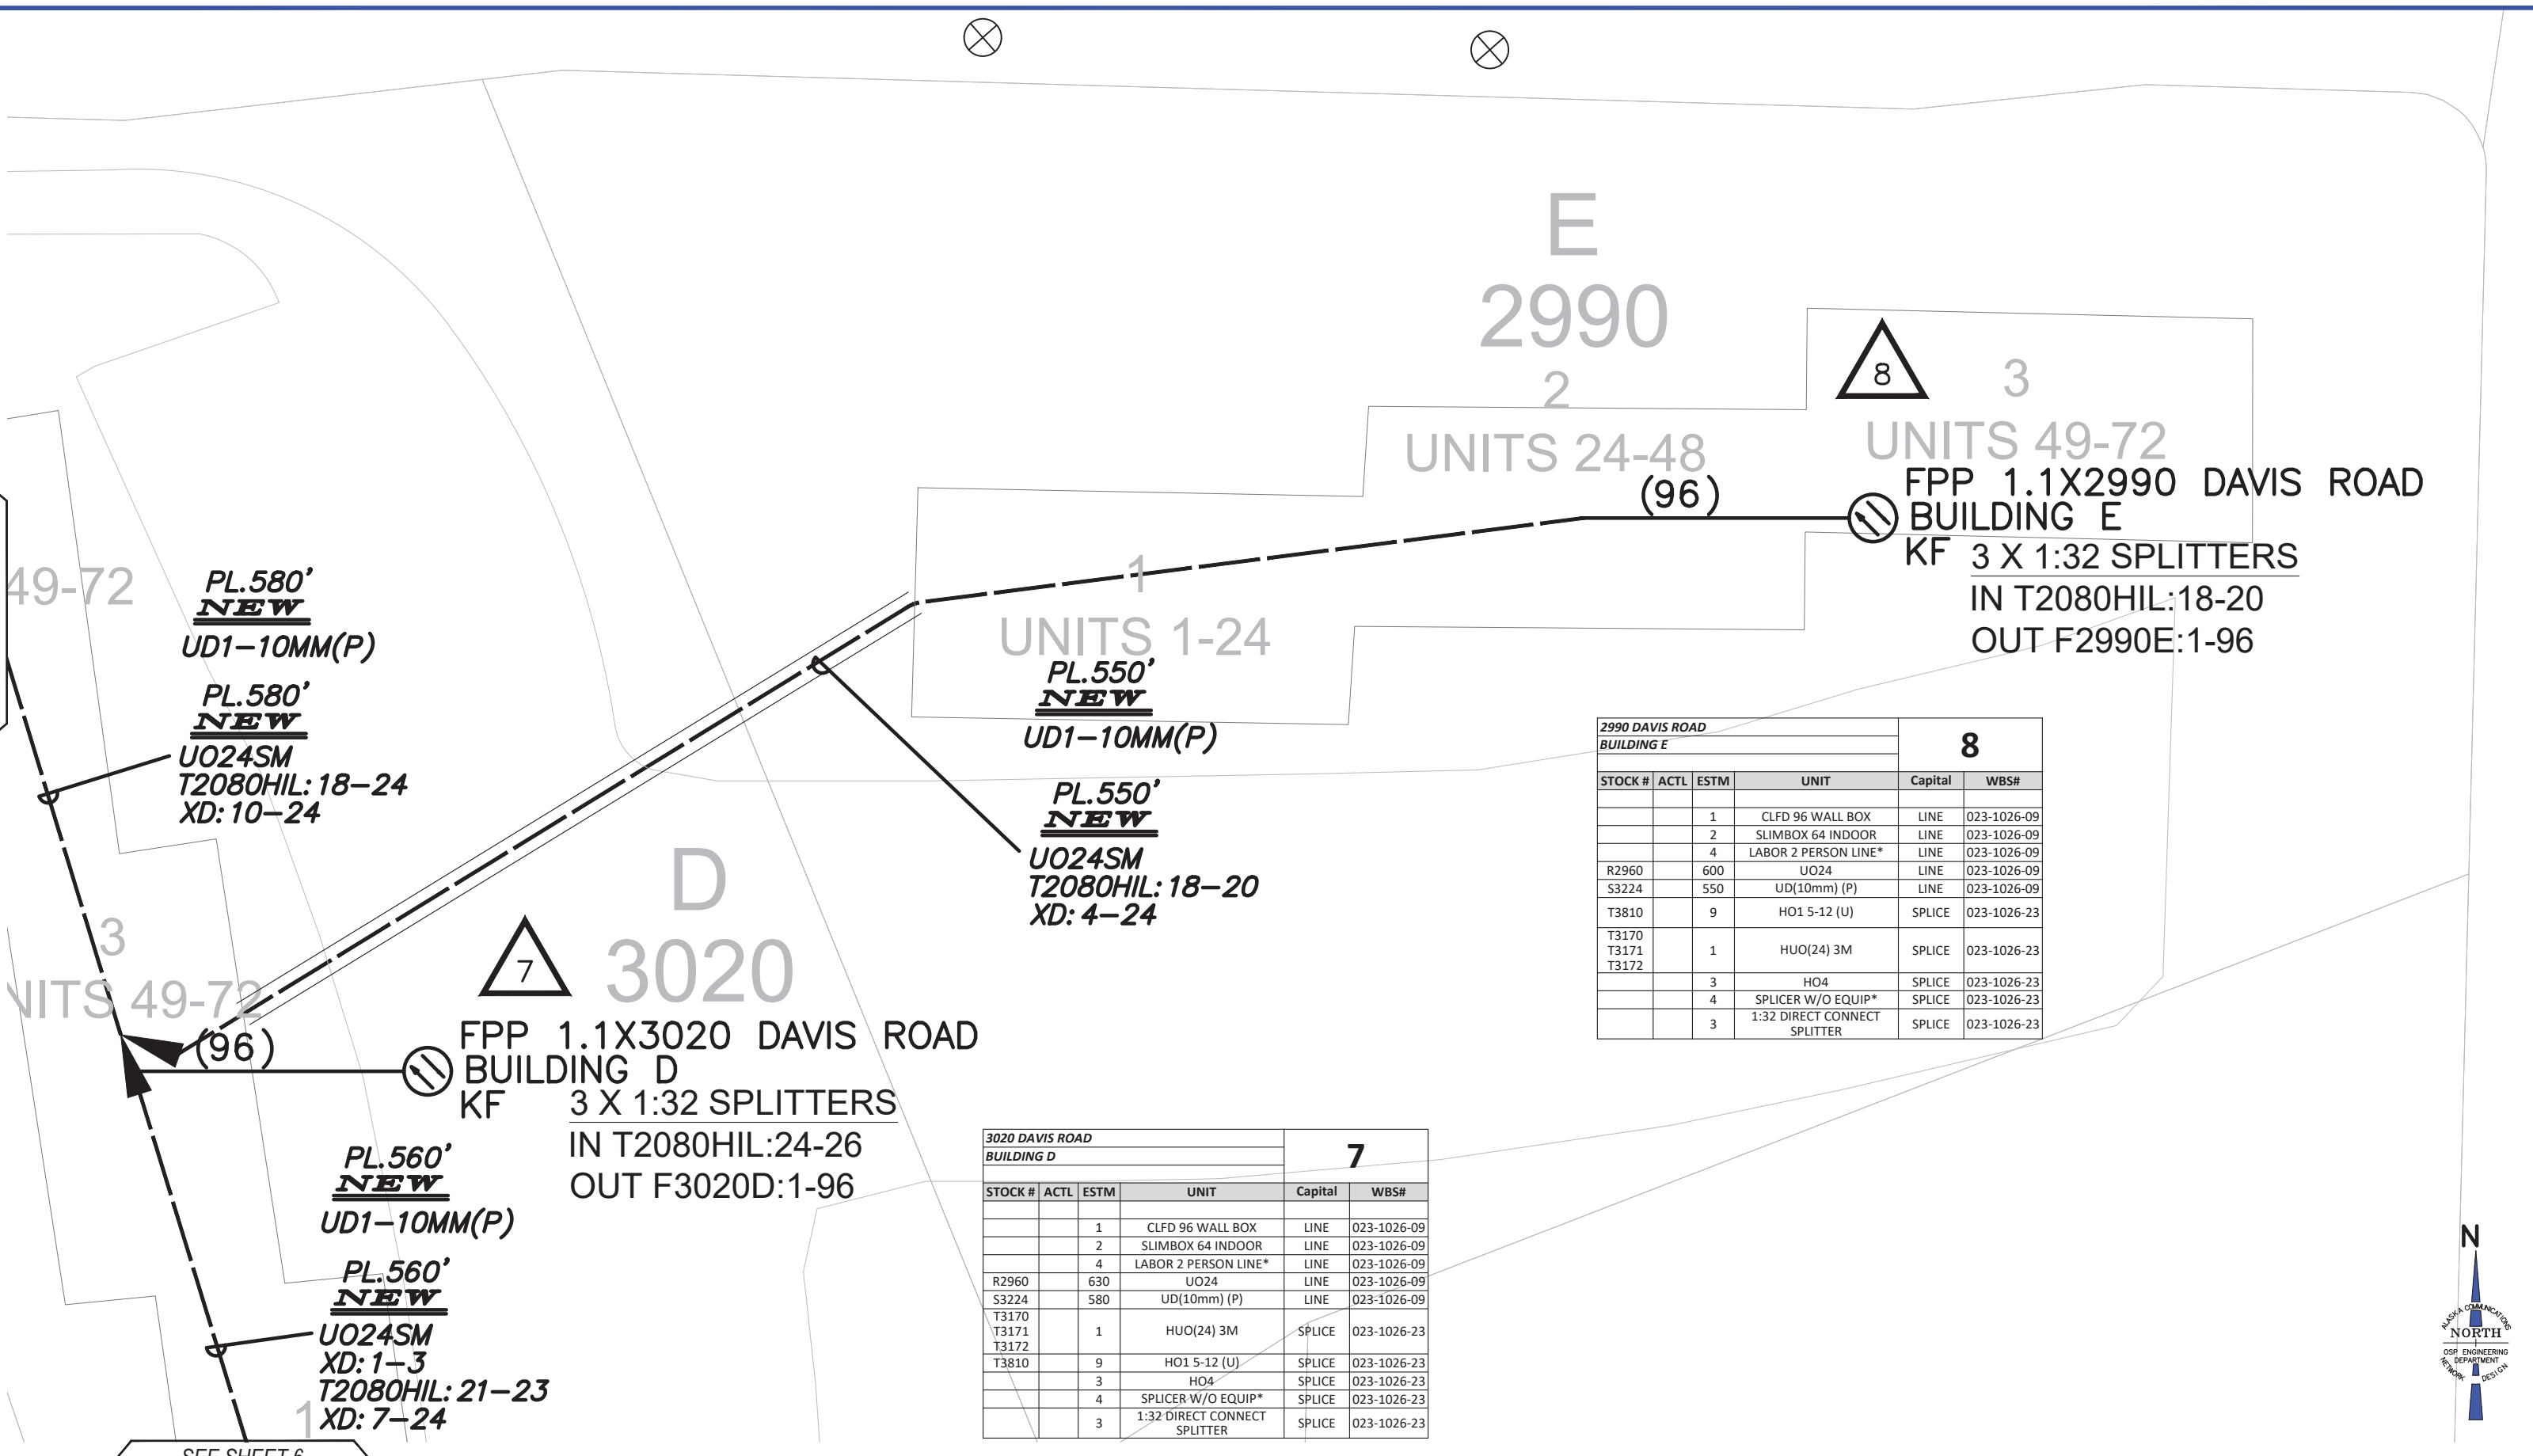 E
2990
2
UNITS 24-48
8
3
UNITS 49-72
(96)
FPP 1.1X2990 DAVIS ROAD
BUILDING E
KF
3 X 1:32 SPLITTERS
IN T2080HIL:18-20
OUT F2990E:1-96
1
UNITS 1-24
PL.550’
NEW
UD1-10MM(P)
PL.550’
NEW
UO24SM
T2080HIL:18-20
XD:4-24
49-72
PL.580’
NEW
UD1-10MM(P)
PL.580’
NEW
UO24SM
T2080HIL:18-24
XD:10-24
3
NITS 49-72
D
3020
7
(96)
FPP 1.1X3020 DAVIS ROAD
BUILDING D
KF
3 X 1:32 SPLITTERS
IN T2080HIL:24-26
OUT F3020D:1-96
PL.560’
NEW
UD1-10MM(P)
PL.560’
NEW
UO24SM
XD:1-3
T2080HIL:21-23
XD:7-24
1
SEE SHEET 6
2990 DAVIS ROAD
BUILDING E
8
STOCK # ACTL ESTM UNIT Capital WBS#
1 CLFD 96 WALL BOX LINE 023-1026-09
2 SLIMBOX 64 INDOOR LINE 023-1026-09
4 LABOR 2 PERSON LINE* LINE 023-1026-09
R2960 600 UO24 LINE 023-1026-09
S3224 550 UD(10mm) (P) LINE 023-1026-09
T3810 9 HO1 5-12 (U) SPLICE 023-1026-23
T3170
T3171 1 HUO(24) 3M SPLICE 023-1026-23
T3172
3 HO4 SPLICE 023-1026-23
4 SPLICER W/O EQUIP* SPLICE 023-1026-23
3 1:32 DIRECT CONNECT SPLICE 023-1026-23
SPLITTER
3020 DAVIS ROAD
BUILDING D
7
STOCK # ACTL ESTM UNIT Capital WBS#
1 CLFD 96 WALL BOX LINE 023-1026-09
2 SLIMBOX 64 INDOOR LINE 023-1026-09
4 LABOR 2 PERSON LINE* LINE 023-1026-09
R2960 630 UO24 LINE 023-1026-09
S3224 580 UD(10mm) (P) LINE 023-1026-09
T3170
T3171 1 HUO(24) 3M SPLICE 023-1026-23
T3172
T3810 9 HO1 5-12 (U) SPLICE 023-1026-23
3 HO4 SPLICE 023-1026-23
4 SPLICER W/O EQUIP* SPLICE 023-1026-23
3 1:32 DIRECT CONNECT SPLICE 023-1026-23
SPLITTER
N
ALASKA COMMUNICATIONS
NORTH
OSP ENGINEERING
DEPARTMENT
NETWORK DESIGN